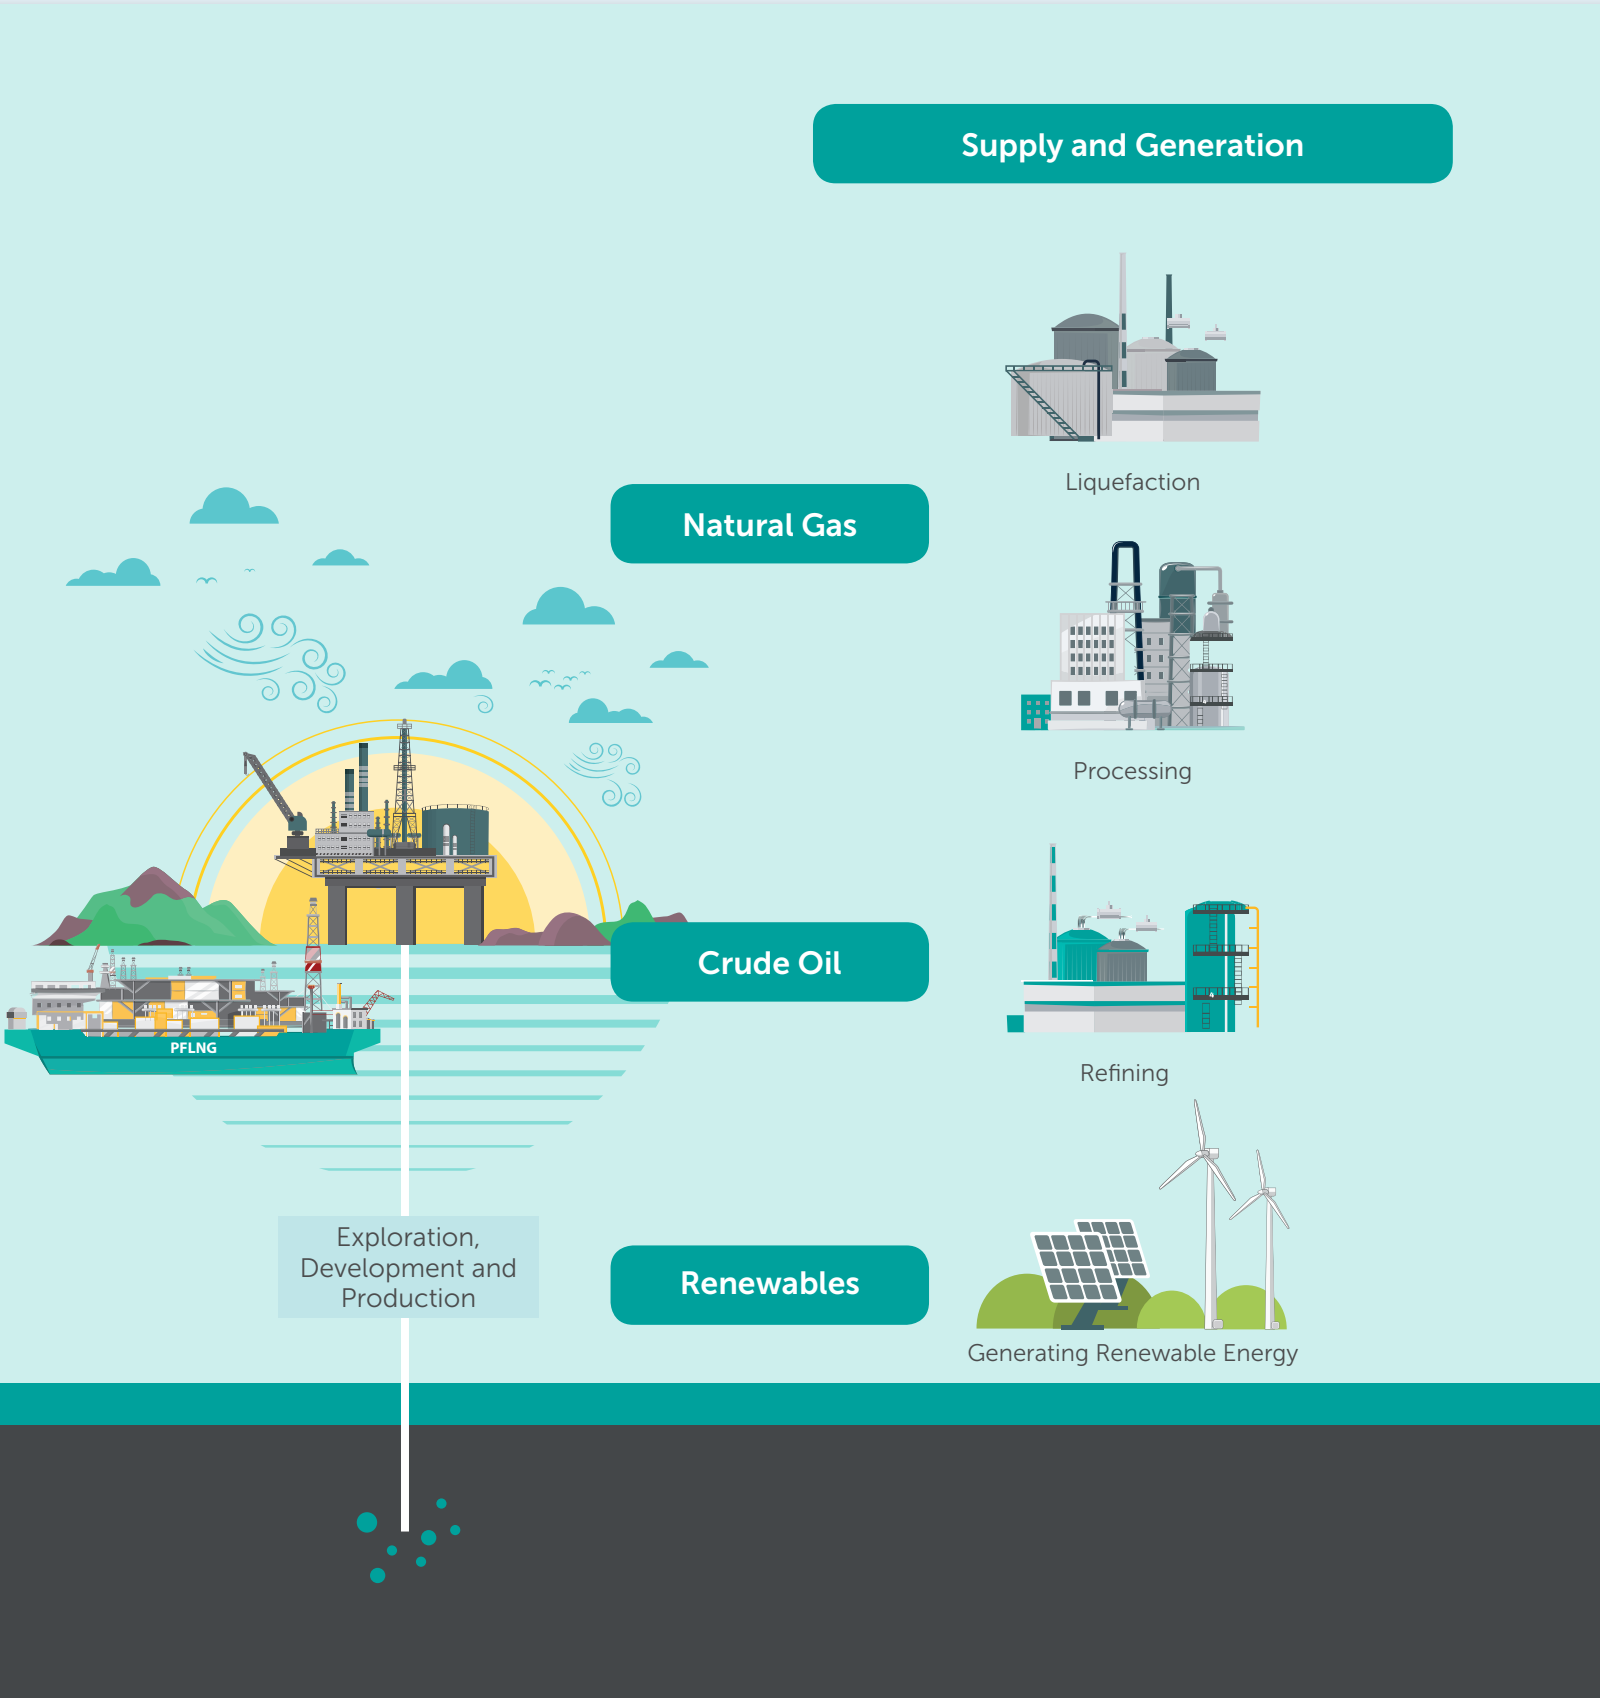 Supply and Generation
Liquefaction
Natural Gas
Processing
Crude Oil
PFLNG
Refining
Exploration,
Development and
Production
Renewables
Generating Renewable Energy